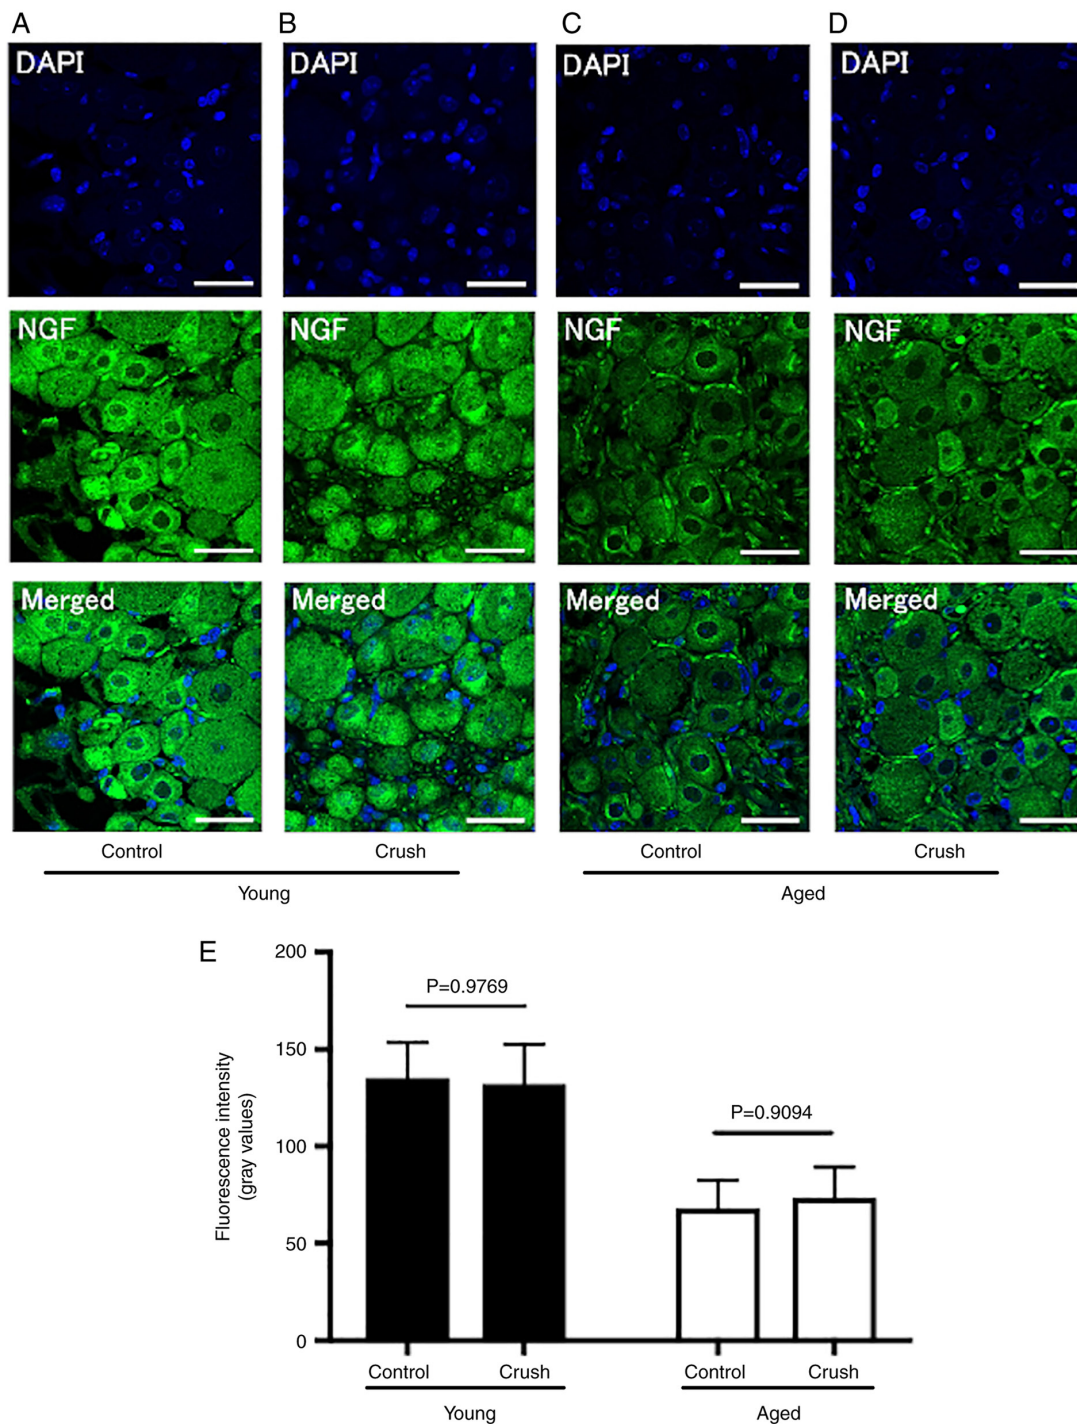 A
B
C
D
DAPI
DAPI
DAPI
DAPI
NGF
NGF
NGF
NGF
Merged
Merged
Merged
Merged
Control
Crush
Control
Crush
Young
Aged
E
200
150
100
50
0
Fluorescence intensity
(gray values)
P=0.9769
P=0.9094
Control
Crush
Control
Crush
Young
Aged